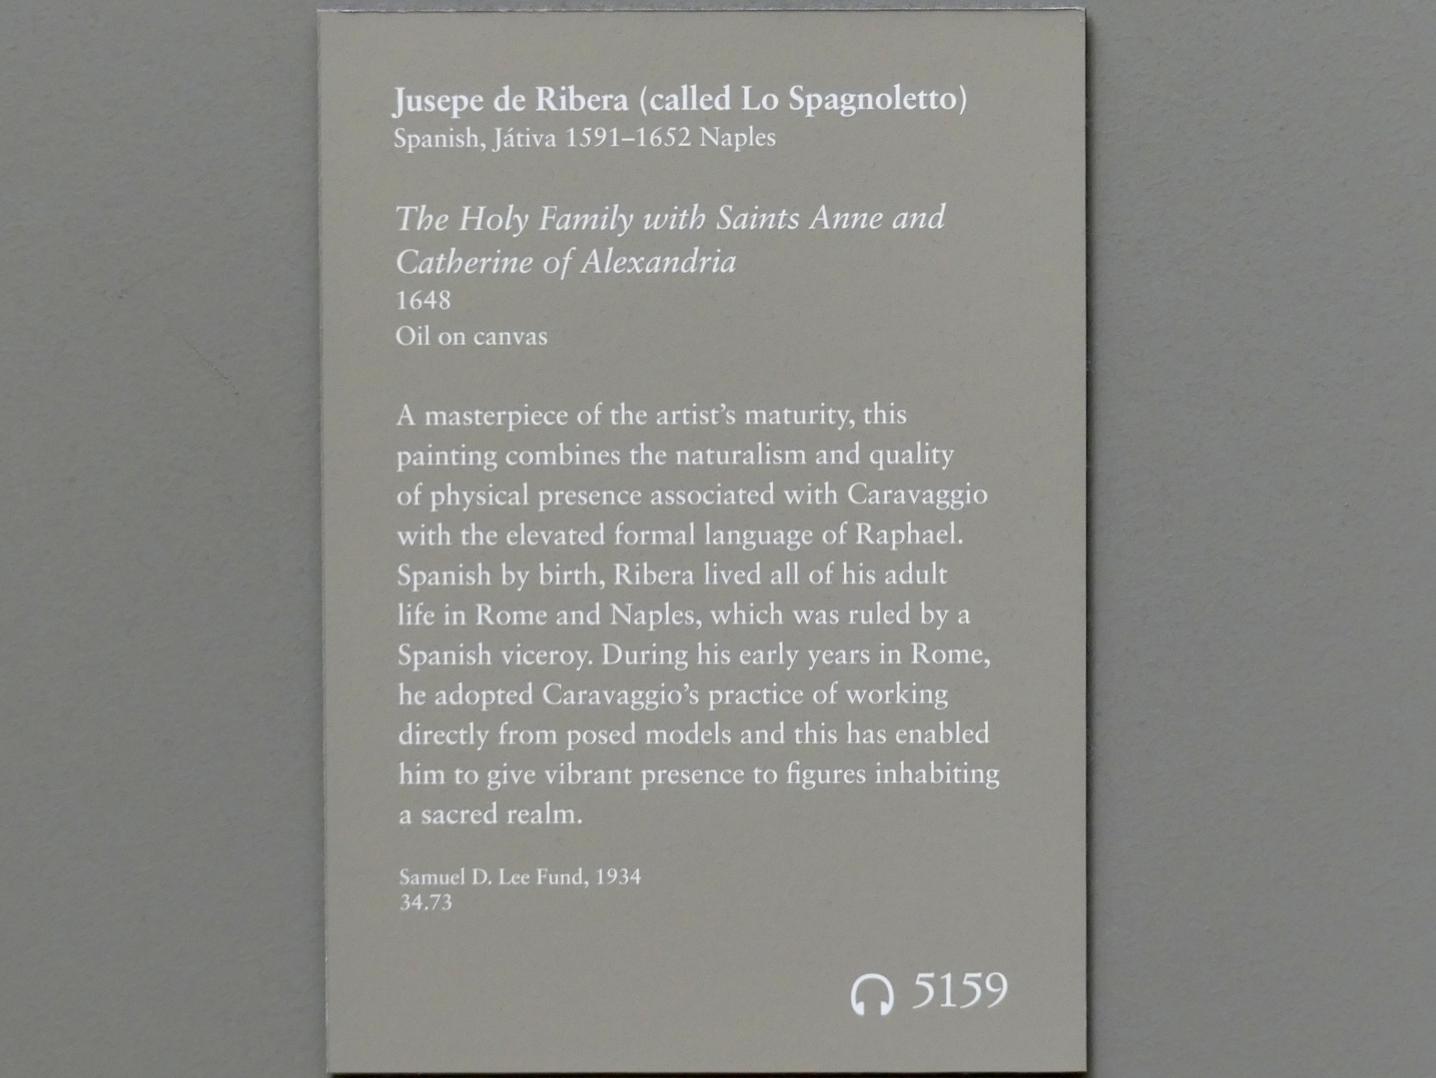 Jusepe de Ribera (called Lo Spagnoletto)
Spanish, Játiva 1591–1652 Naples
The Holy Family with Saints Anne and
Catherine of Alexandria
1648
Oil on canvas
A masterpiece of the artist’s maturity, this
painting combines the naturalism and quality
of physical presence associated with Caravaggio
with the elevated formal language of Raphael.
Spanish by birth, Ribera lived all of his adult
life in Rome and Naples, which was ruled by a
Spanish viceroy. During his early years in Rome,
he adopted Caravaggio’s practice of working
directly from posed models and this has enabled
him to give vibrant presence to figures inhabiting
a sacred realm.
Samuel D. Lee Fund, 1934
34.73
5159